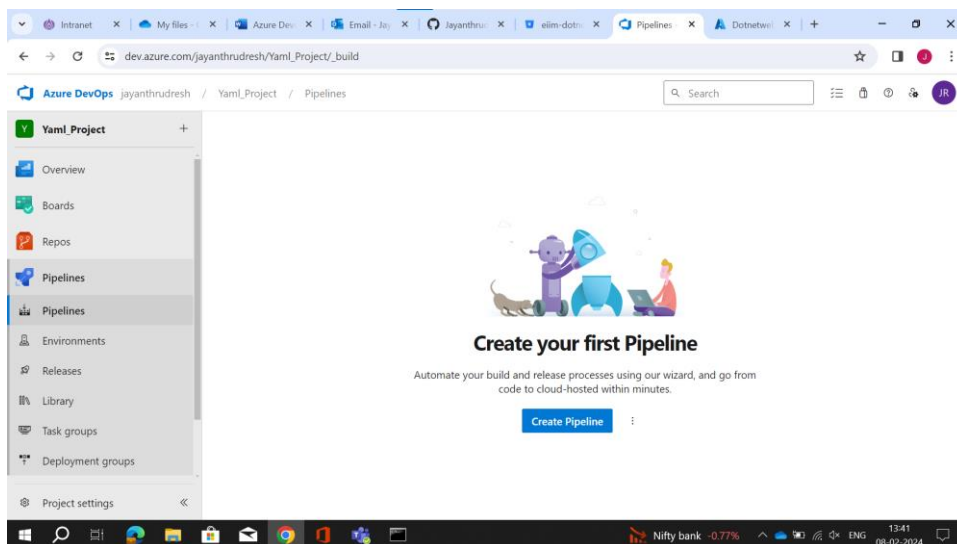 Intranet
My files -
Azure Dev
Email - Jay
Jayanthrud
eiim-dotn
Pipelines -
Dotnetwel
dev.azure.com/jayanthrudresh/Yaml_Project/_build
Azure DevOps jayanthrudresh / Yaml_Project / Pipelines
Search
JR
Y Yaml_Project +
Overview
Boards
Repos
Pipelines
Pipelines
Environments
Releases
Library
Task groups
Deployment groups
Project settings
Create your first Pipeline
Automate your build and release processes using our wizard, and go from
code to cloud-hosted within minutes.
Create Pipeline
Nifty bank -0.77%
ENG
13:41
08-02-2024